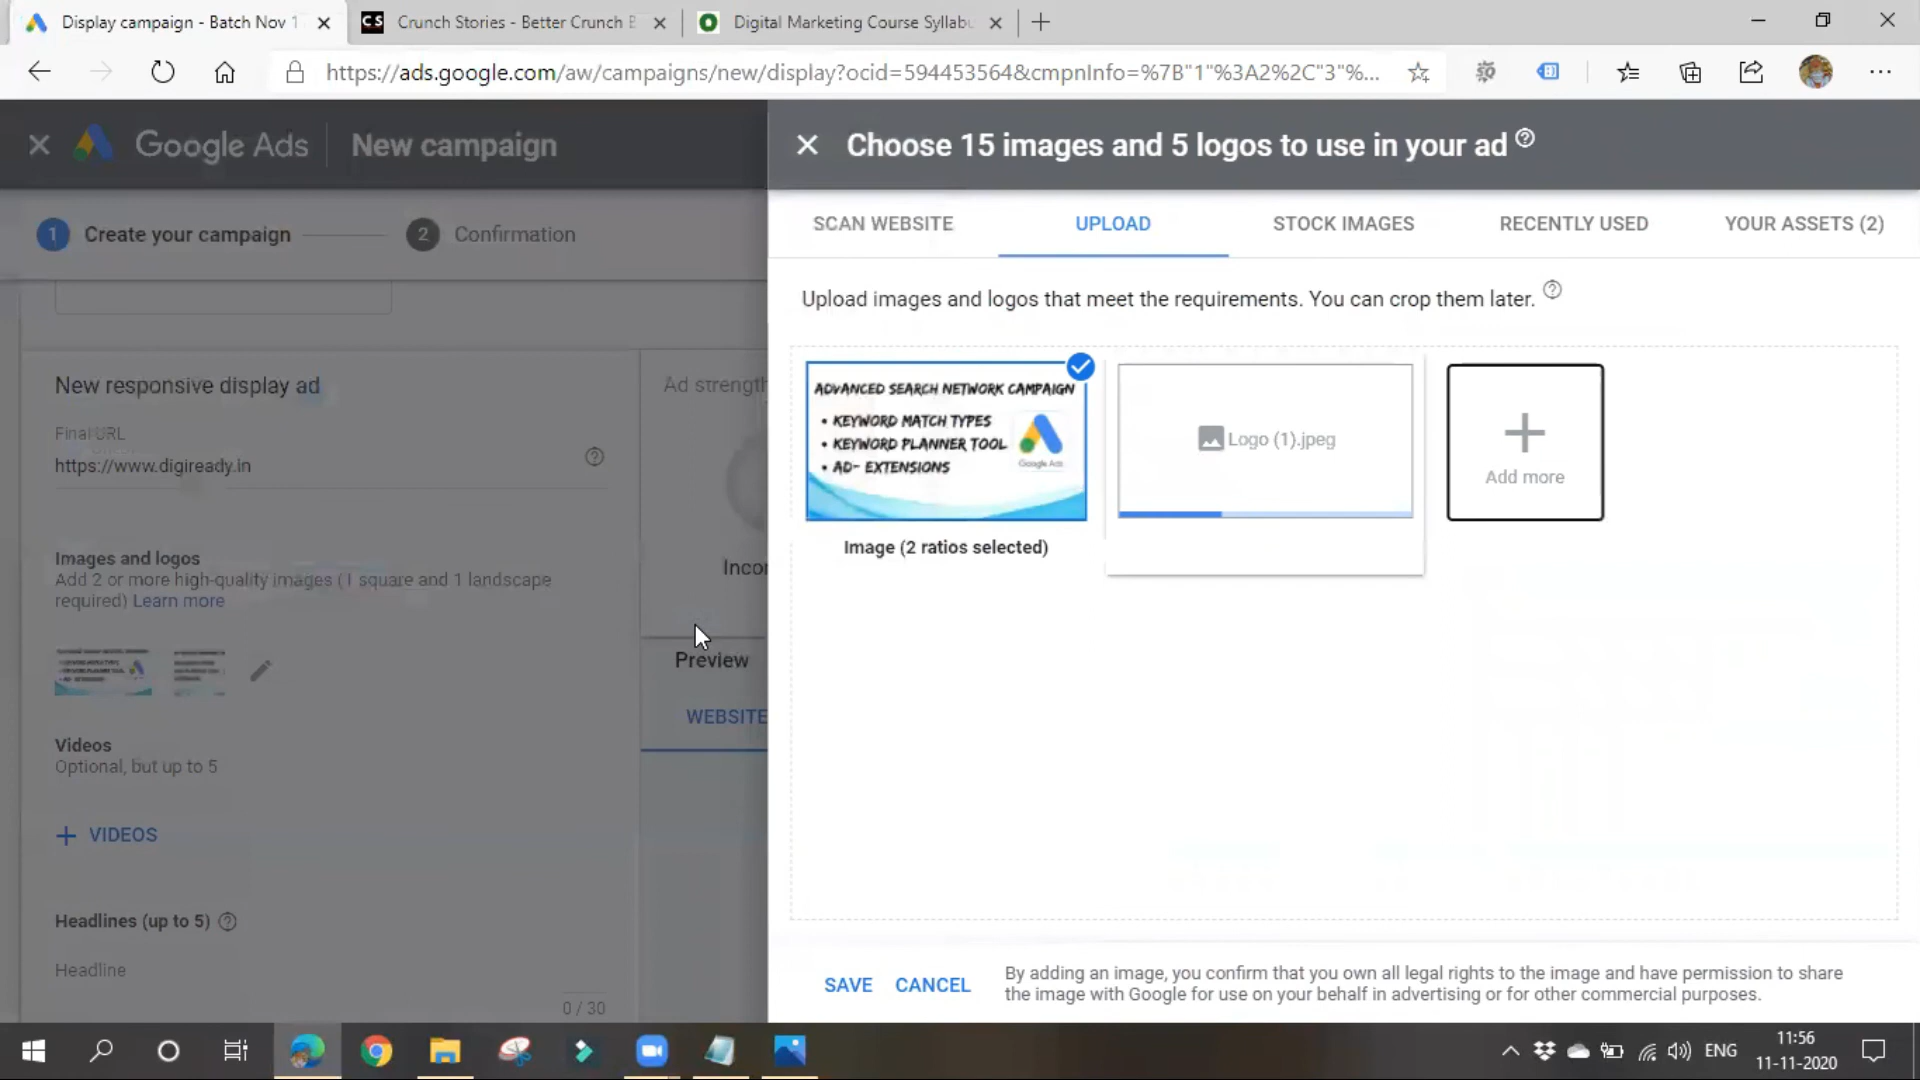 Display campaign - Batch Nov 1
Crunch Stories - Better Crunch B
Digital Marketing Course Syllabu
https://ads.google.com/aw/campaigns/new/display?ocid=594453564&cmpnInfo=%7B"1"%3A2%2C"3"%...
Google Ads
New campaign
Choose 15 images and 5 logos to use in your ad
1
Create your campaign
2
Confirmation
SCAN WEBSITE
UPLOAD
STOCK IMAGES
RECENTLY USED
YOUR ASSETS (2)
Upload images and logos that meet the requirements. You can crop them later.
New responsive display ad
Ad strength
Final URL
https://www.digiready.in
Images and logos
Add 2 or more high-quality images (1 square and 1 landscape
required) Learn more
Incor
Preview
WEBSITE
Videos
Optional, but up to 5
+ VIDEOS
Headlines (up to 5)
Headline
0 / 30
ADVANCED SEARCH NETWORK CAMPAIGN
• KEYWORD MATCH TYPES
• KEYWORD PLANNER TOOL
• AD- EXTENSIONS
Google Ads
Image (2 ratios selected)
Logo (1).jpeg
Add more
SAVE
CANCEL
By adding an image, you confirm that you own all legal rights to the image and have permission to share
the image with Google for use on your behalf in advertising or for other commercial purposes.
ENG
11:56
11-11-2020